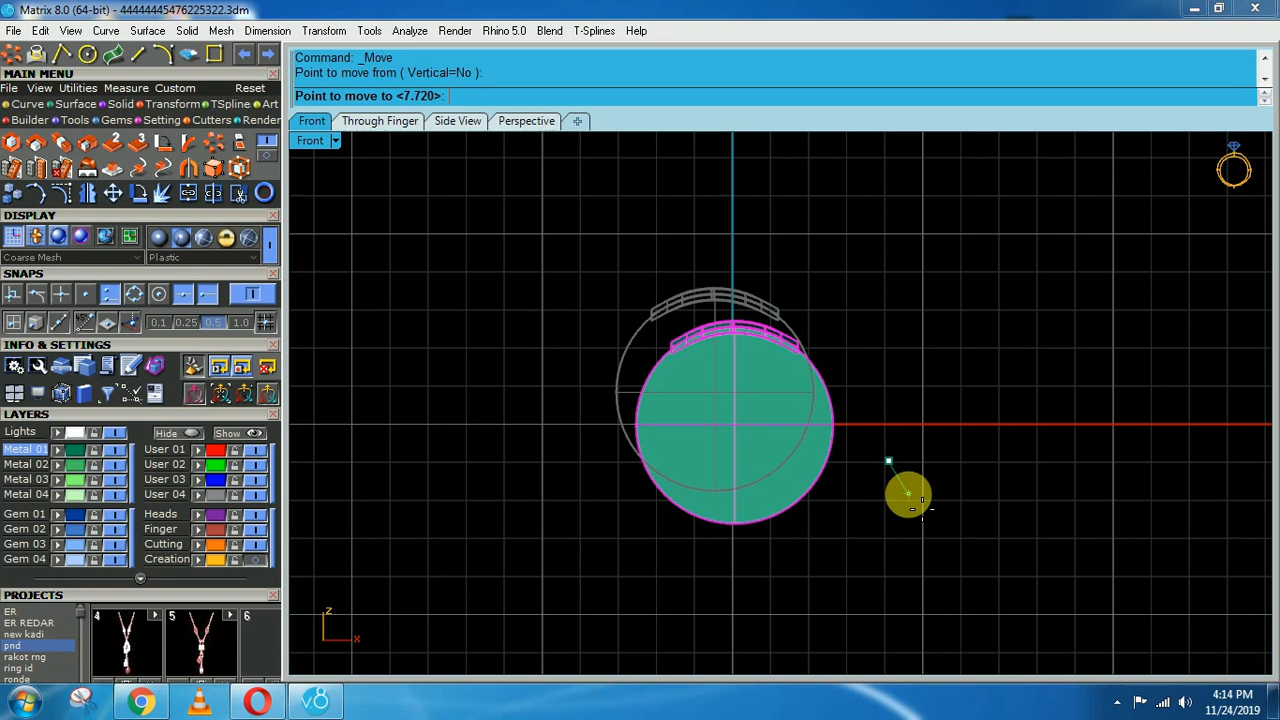 Matrix 8.0 (64-bit) - 44444445476225322.3dm
File Edit View Curve Surface Solid Mesh Dimension Transform Tools Analyze Render Rhino 5.0 Blend T-Splines Help
Command: _Move
Point to move from ( Vertical=No ):
Point to move to <7.720>:
MAIN MENU
File View Utilities Measure Custom
Curve Surface Solid Transform TSpline Art
Builder Tools Gems Setting Cutters Render
Front Through Finger Side View Perspective
Front
DISPLAY
Coarse Mesh Plastic
SNAPS
0.1 0.25 0.5 1.0
INFO & SETTINGS
LAYERS
Lights Hide Show
Metal 01 User 01
Metal 02 User 02
Metal 03 User 03
Metal 04 User 04
Gem 01 Heads
Gem 02 Finger
Gem 03 Cutting
Gem 04 Creation
PROJECTS
ER
ER REDAR
new kadi
pnd
rakot rng
ring id
ronde
4 5 6
z
x
v8
4:14 PM
11/24/2019